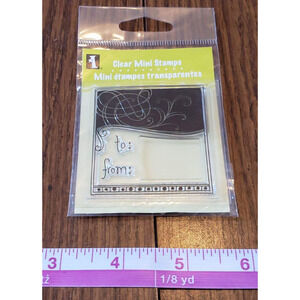 Clear Mini Stamps
Mini étampes transparentes
to:
from:
3 4 5 6
1/8 yd